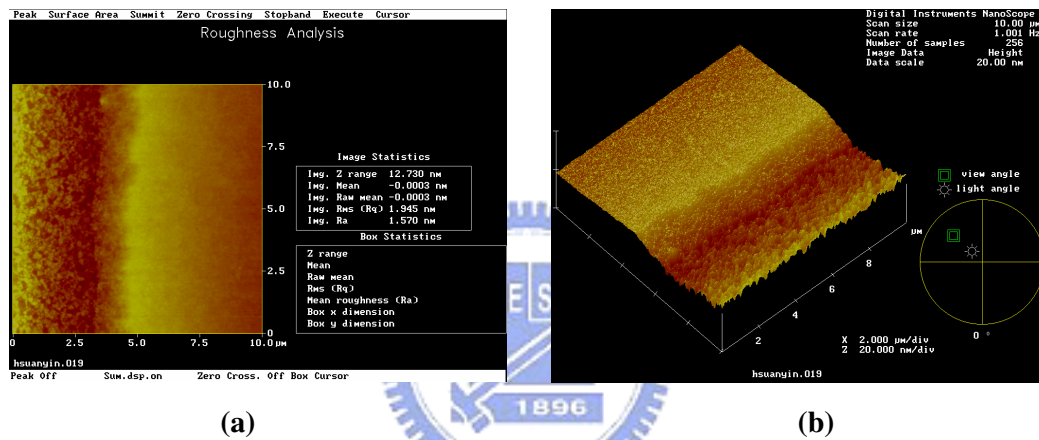 Peak Surface Area Summit Zero Crossing Stopband Execute Cursor
Roughness Analysis
10.0
7.5
5.0
2.5
0
0 2.5 5.0 7.5 10.0 µm
Image Statistics
Img. Z range 12.730 nm
Img. Mean -0.0003 nm
Img. Raw mean -0.0003 nm
Img. Rms (Rq) 1.945 nm
Img. Ra 1.570 nm
Box Statistics
Z range
Mean
Raw mean
Rms (Rq)
Mean roughness (Ra)
Box x dimension
Box y dimension
hsuanyin.019
Peak Off Sum.dsp.on Zero Cross. Off Box Cursor
(a)
Digital Instruments NanoScope
Scan size 10.00 µm
Scan rate 1.001 Hz
Number of samples 256
Image Data Height
Data scale 20.00 nm
view angle
light angle
µm
8
6
4
2
0 °
X 2.000 µm/div
Z 20.000 nm/div
hsuanyin.019
(b)
ES
1896